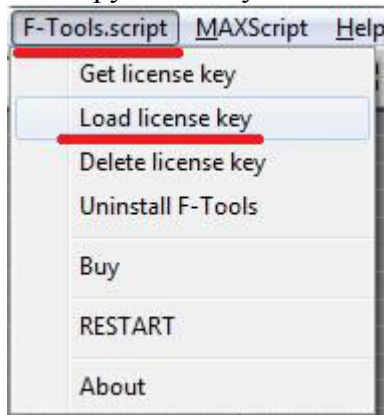 F-Tools.script MAXScript Help
Get license key
Load license key
Delete license key
Uninstall F-Tools
Buy
RESTART
About